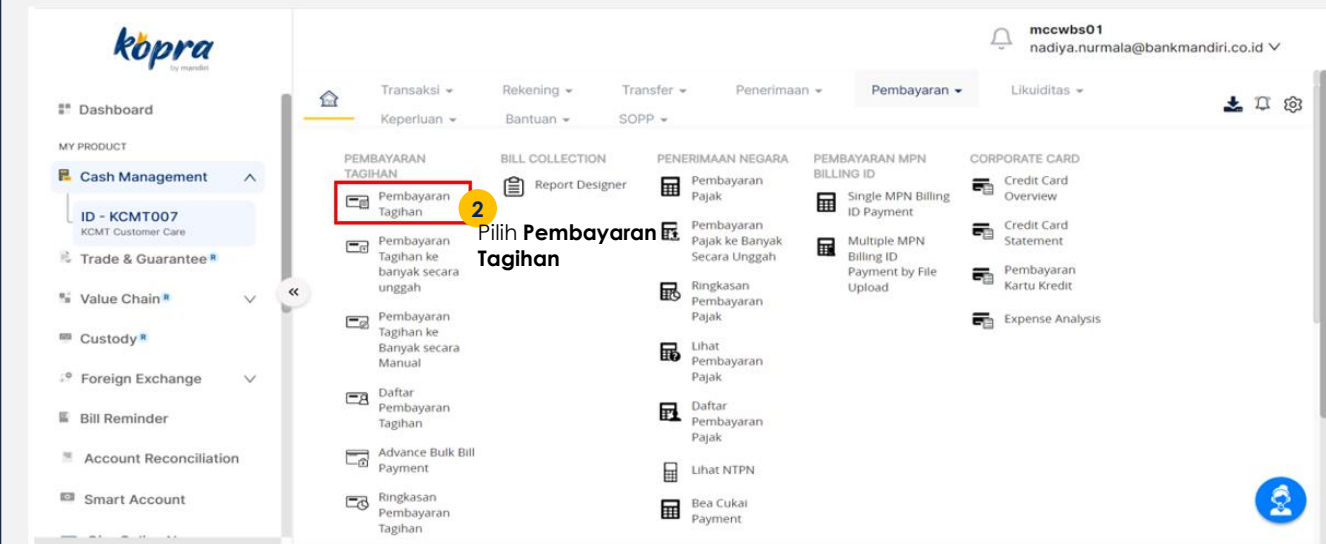 kopra
by mandiri
mccwbs01
nadiya.nurmala@bankmandiri.co.id
Transaksi
Rekening
Transfer
Penerimaan
Pembayaran
Likuiditas
Keperluan
Bantuan
SOPP
Dashboard
MY PRODUCT
Cash Management
ID - KCMT007
KCMT Customer Care
Trade & Guarantee R
Value Chain R
Custody R
Foreign Exchange
Bill Reminder
Account Reconciliation
Smart Account
PEMBAYARAN
TAGIHAN
Pembayaran
Tagihan
Pembayaran
Tagihan ke
banyak secara
unggah
Pembayaran
Tagihan ke
Banyak secara
Manual
Daftar
Pembayaran
Tagihan
Advance Bulk Bill
Payment
Ringkasan
Pembayaran
Tagihan
2
Pilih Pembayaran
Tagihan
BILL COLLECTION
Report Designer
PENERIMAAN NEGARA
Pembayaran
Pajak
Pembayaran
Pajak ke Banyak
Secara Unggah
Ringkasan
Pembayaran
Pajak
Lihat
Pembayaran
Pajak
Daftar
Pembayaran
Pajak
Lihat NTPN
Bea Cukai
Payment
PEMBAYARAN MPN
BILLING ID
Single MPN Billing
ID Payment
Multiple MPN
Billing ID
Payment by File
Upload
CORPORATE CARD
Credit Card
Overview
Credit Card
Statement
Pembayaran
Kartu Kredit
Expense Analysis